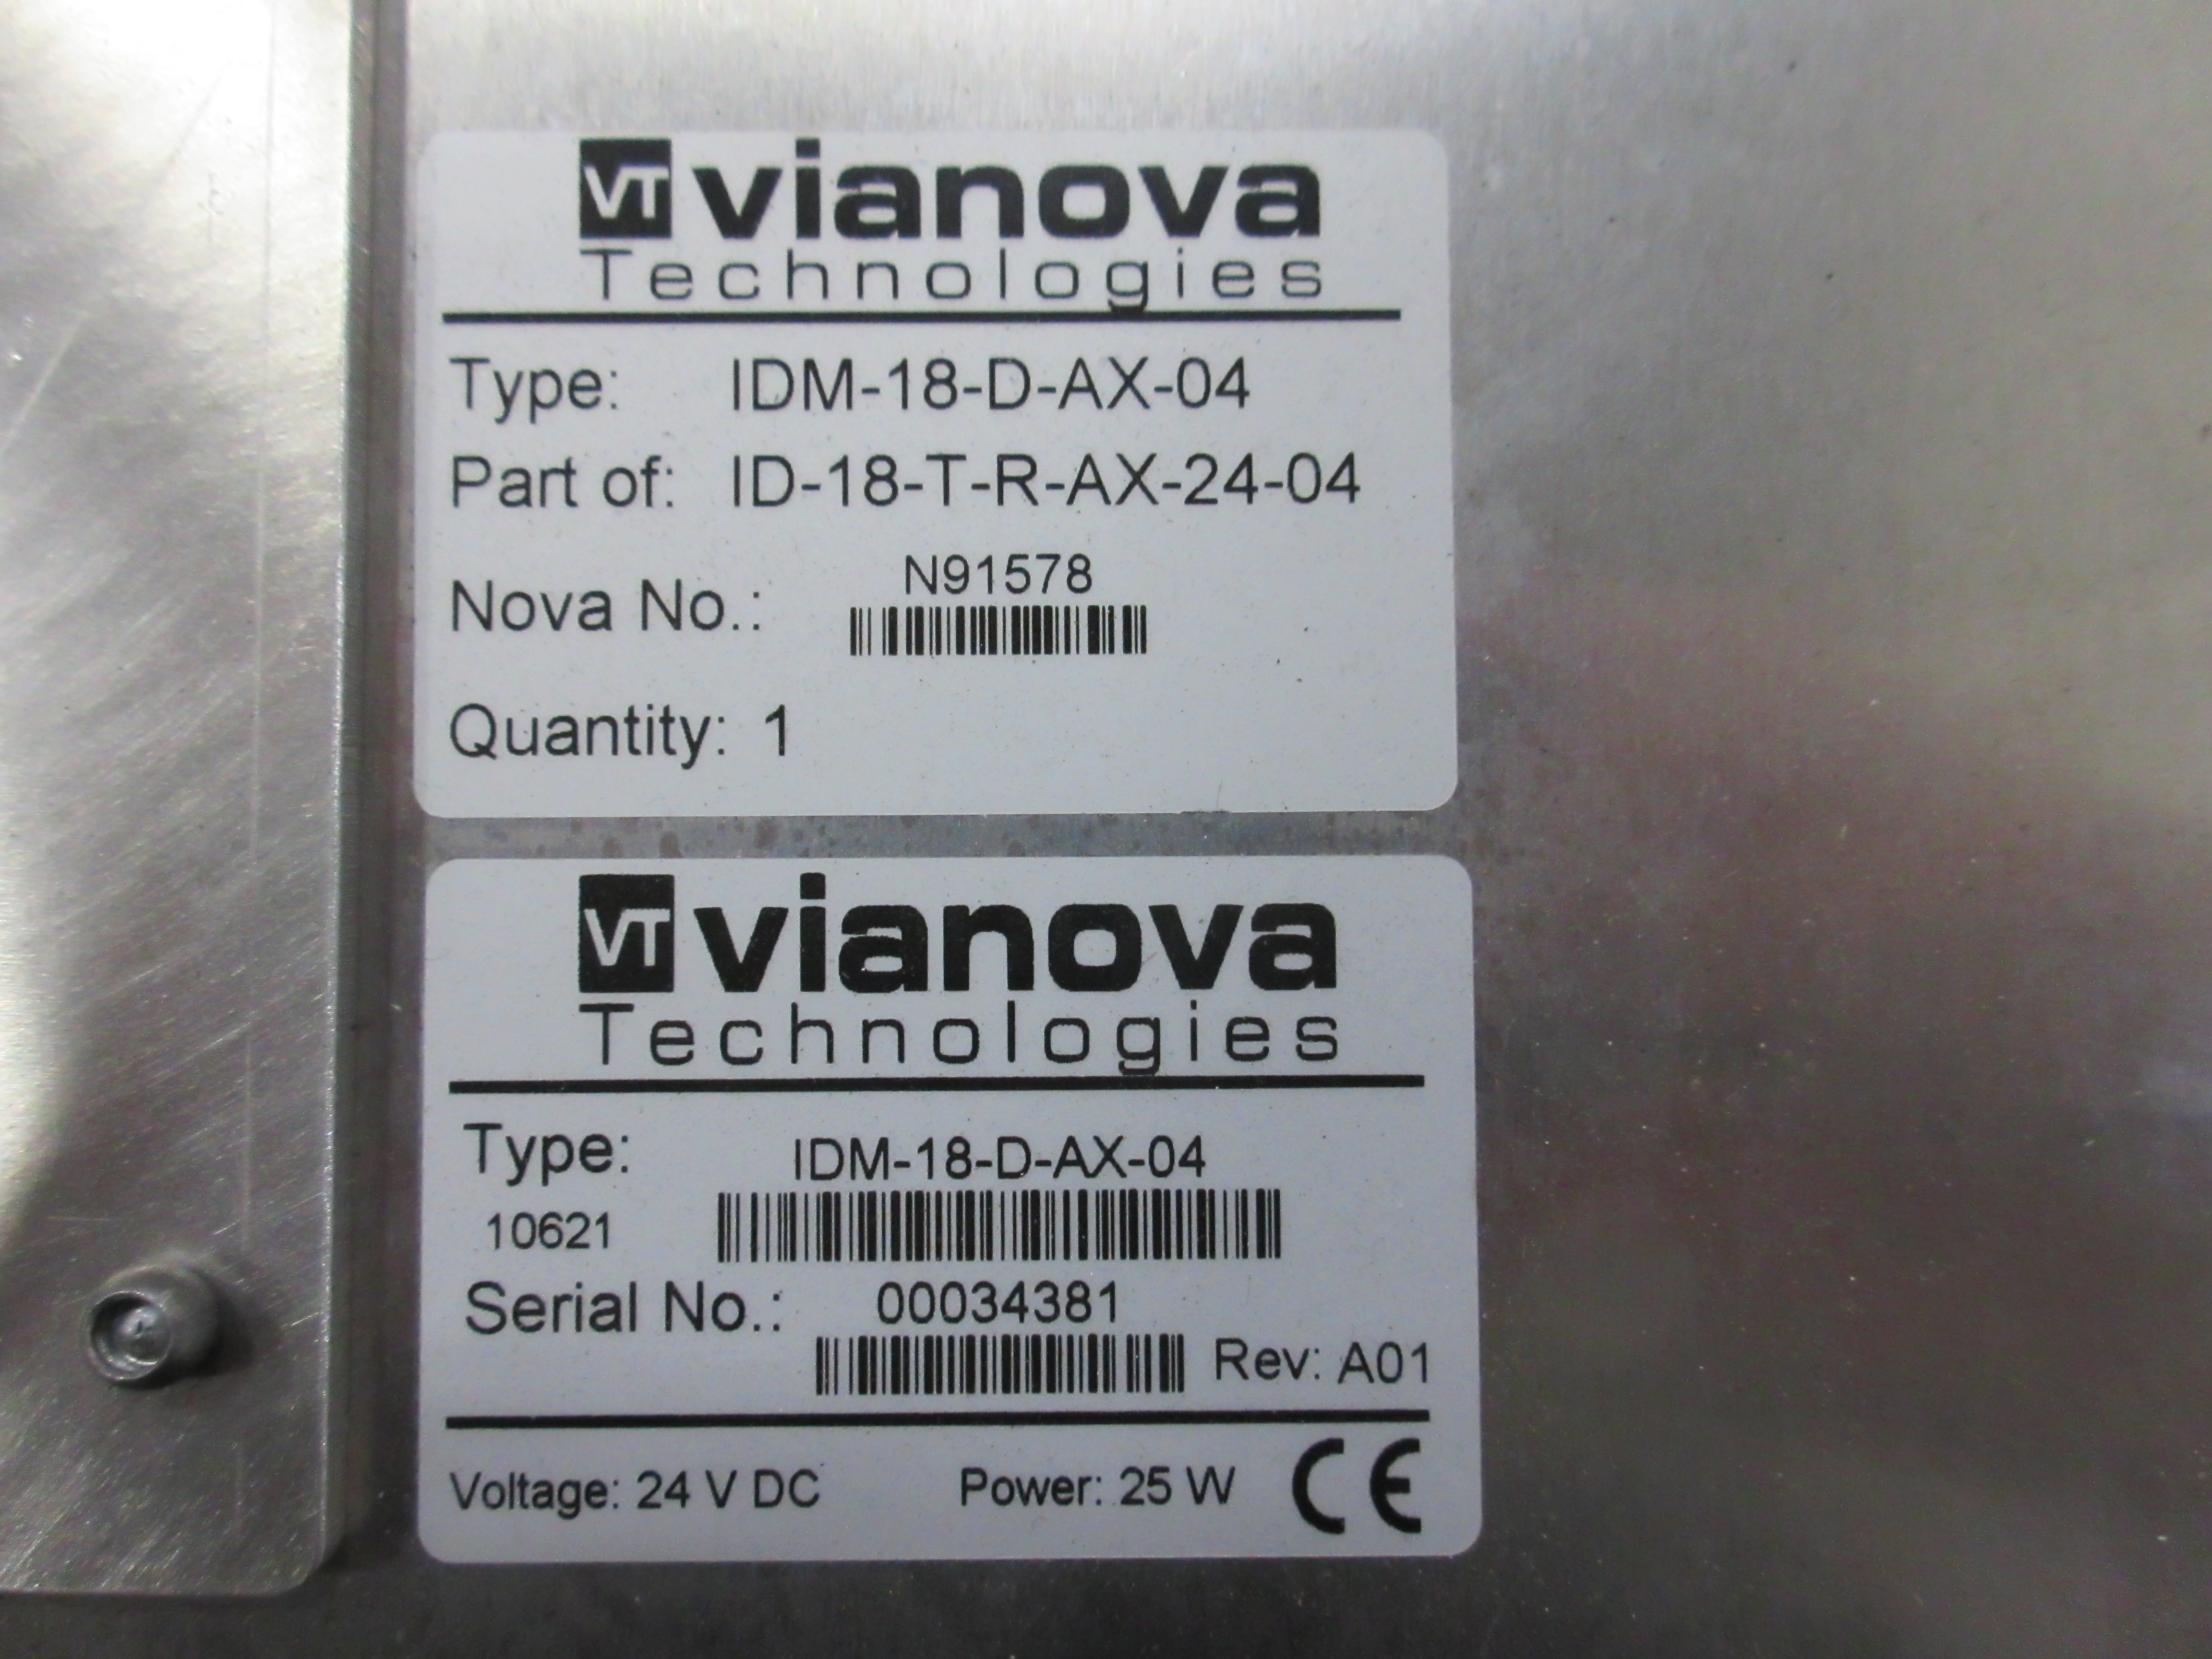 VT vianova
Technologies
Type: IDM-18-D-AX-04
Part of: ID-18-T-R-AX-24-04
N91578
Nova No.:
Quantity: 1
VT vianova
Technologies
Type: IDM-18-D-AX-04
10621
Serial No.: 00034381
Rev: A01
Voltage: 24 V DC Power: 25 W CE